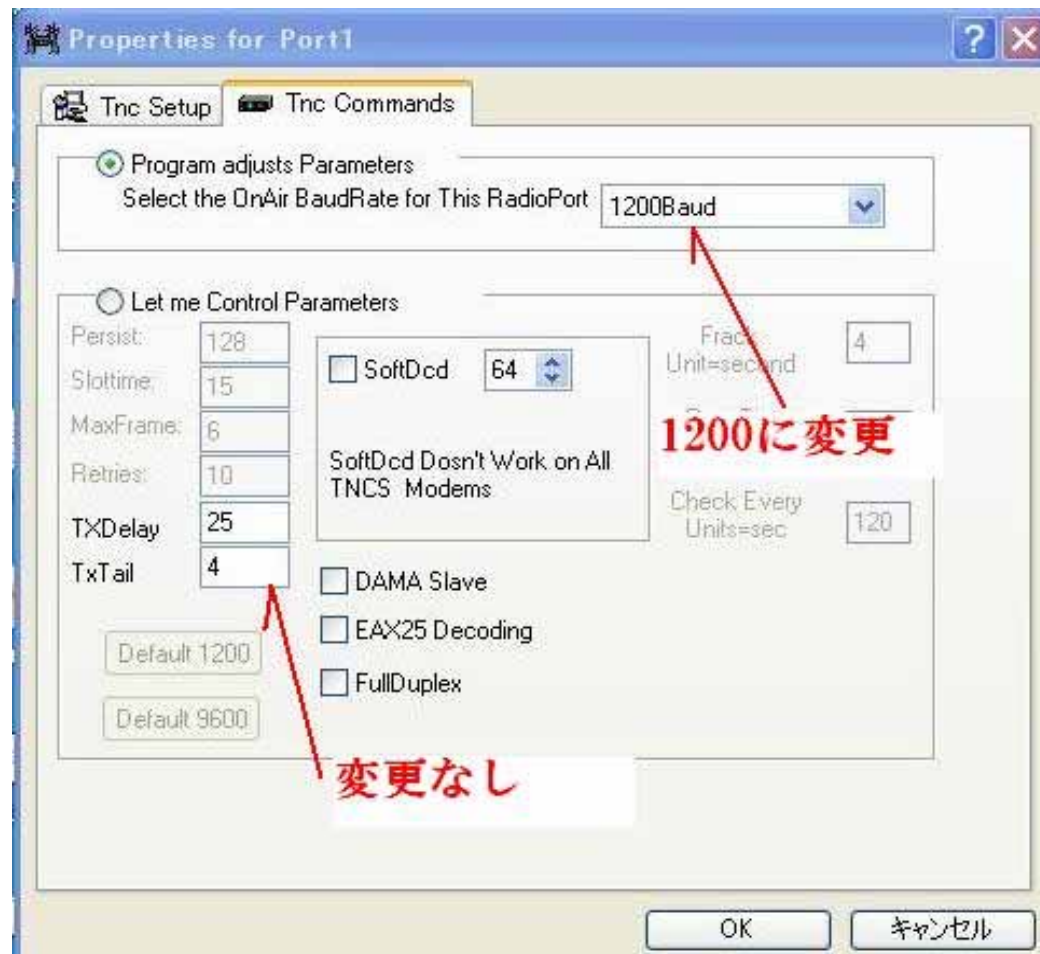 Properties for Port1
Tnc Setup
Tnc Commands
Program adjusts Parameters
Select the OnAir BaudRate for This RadioPort
1200Baud
Let me Control Parameters
Persist:
128
Slottime:
15
MaxFrame:
6
Retries:
10
TXDelay
25
TxTail
4
Default 1200
Default 9600
SoftDcd
64
SoftDcd Dosn't Work on All
TNCS Modems
DAMA Slave
EAX25 Decoding
FullDuplex
Frack
Unit=second
4
1200に変更
Check Every
Units=sec
120
変更なし
OK
キャンセル